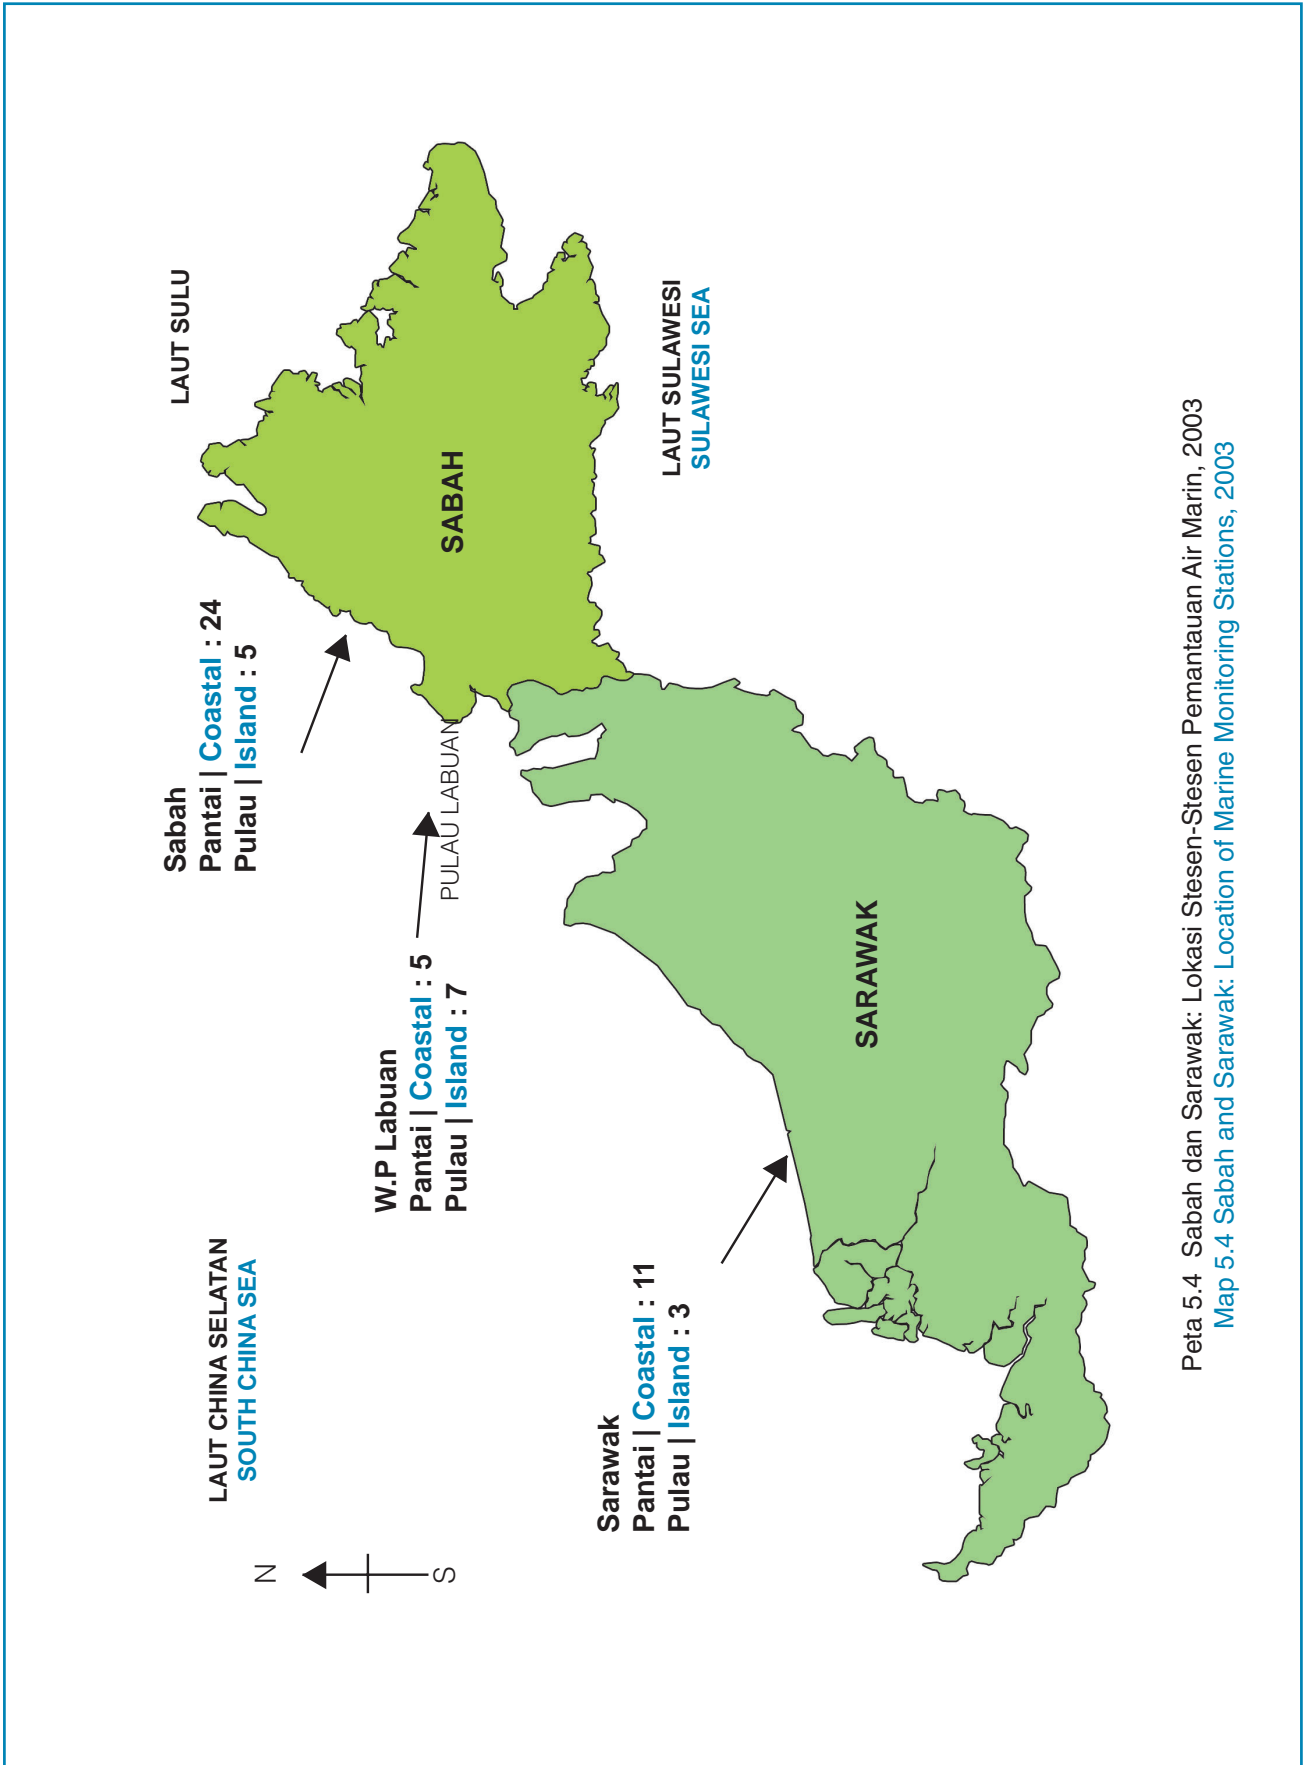 LAUT SULU
Sabah
Pantai | Coastal : 24
Pulau | Island : 5
LAUT CHINA SELATAN
SOUTH CHINA SEA
N
S
W.P Labuan
Pantai | Coastal : 5
Pulau | Island : 7
PULAU LABUAN
SABAH
LAUT SULAWESI
SULAWESI SEA
Sarawak
Pantai | Coastal : 11
Pulau | Island : 3
SARAWAK
Peta 5.4 Sabah dan Sarawak: Lokasi Stesen-Stesen Pemantauan Air Marin, 2003
Map 5.4 Sabah and Sarawak: Location of Marine Monitoring Stations, 2003